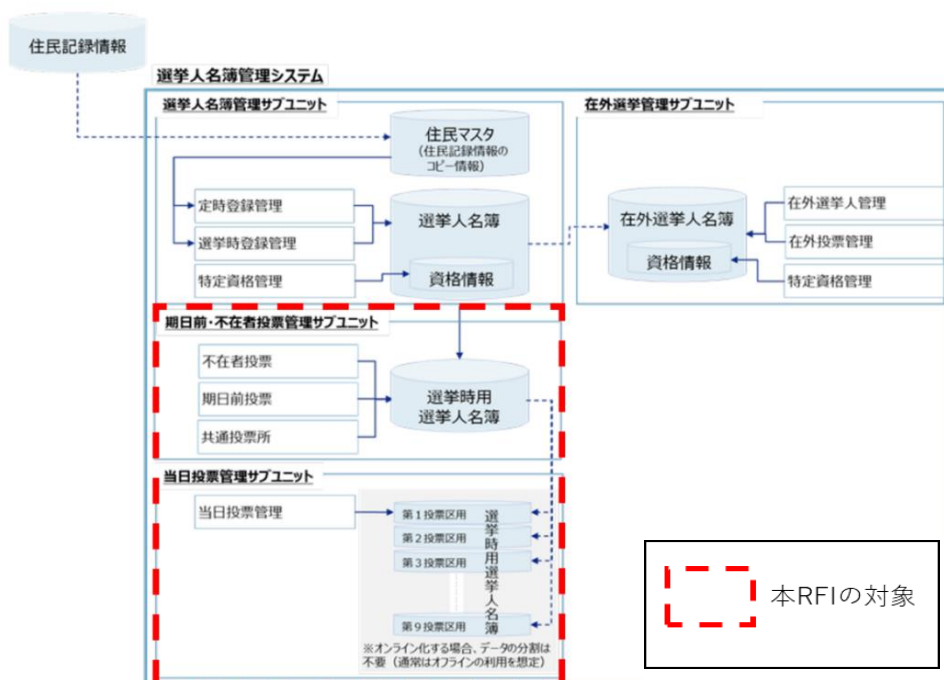 住民記録情報
選挙人名簿管理システム
選挙人名簿管理サブユニット
住民マスタ
(住民記録情報の
コピー情報)
定時登録管理
選挙時登録管理
特定資格管理
選挙人名簿
資格情報
在外選挙管理サブユニット
在外選挙人名簿
資格情報
在外選挙人管理
在外投票管理
特定資格管理
期日前・不在者投票管理サブユニット
不在者投票
期日前投票
共通投票所
選挙時用
選挙人名簿
当日投票管理サブユニット
当日投票管理
第1投票区用
第2投票区用
第3投票区用
第9投票区用
選挙時用選挙人名簿
※オンライン化する場合、データの分割は
不要（通常はオフラインの利用を想定）
本RFIの対象